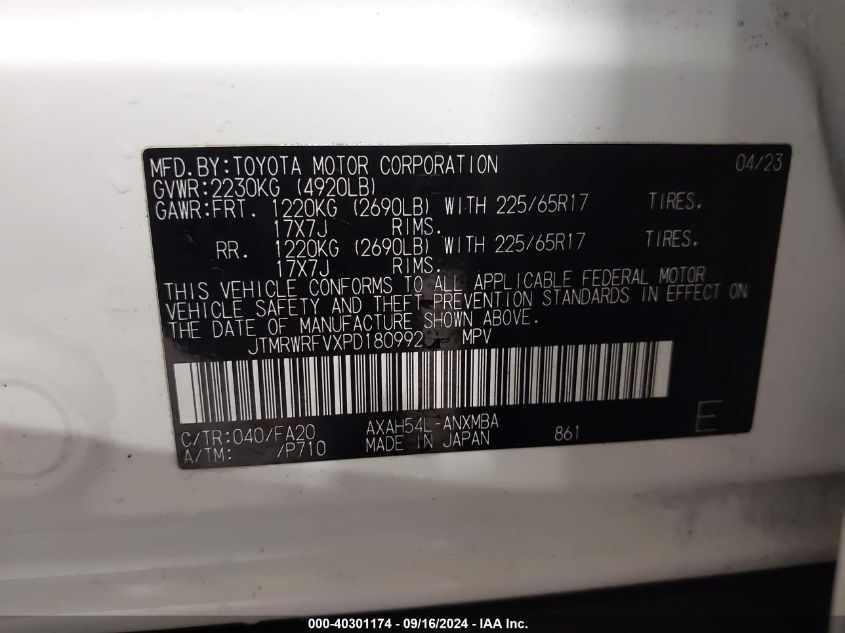 MFD.BY:TOYOTA MOTOR CORPORATION 04/23
GVWR:2230KG (4920LB)
GAWR:FRT. 1220KG (2690LB) WITH 225/65R17 TIRES.
17X7J RIMS.
RR. 1220KG (2690LB) WITH 225/65R17 TIRES.
17X7J RIMS.
THIS VEHICLE CONFORMS TO ALL APPLICABLE FEDERAL MOTOR
VEHICLE SAFETY AND THEFT PREVENTION STANDARDS IN EFFECT ON
THE DATE OF MANUFACTURE SHOWN ABOVE.
JTMRWRFVXPD180992 MPV
C/TR:040/FA20 AXAH54L-ANXMBA
A/TM: /P710 MADE IN JAPAN 861 E
000-40301174 - 09/16/2024 - IAA Inc.